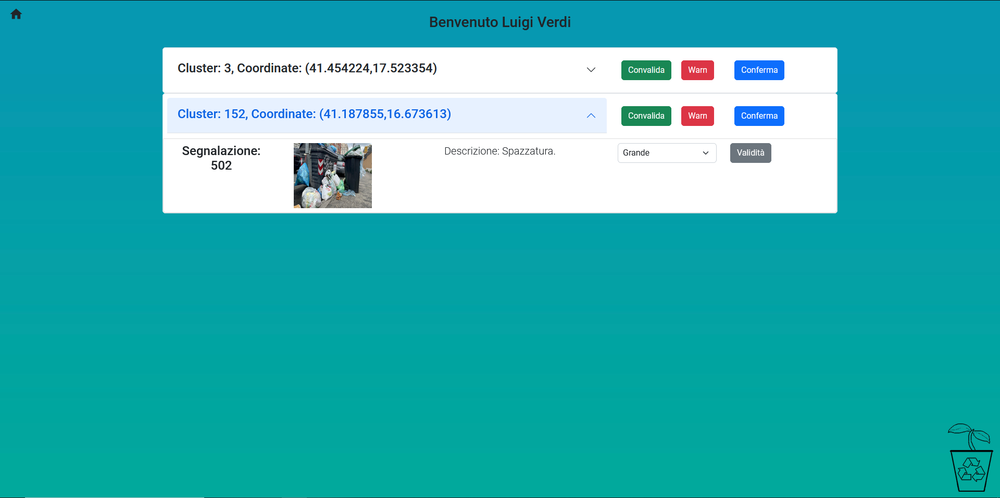 Benvenuto Luigi Verdi
Cluster: 3, Coordinate: (41.454224,17.523354)
Convalida
Warn
Conferma
Cluster: 152, Coordinate: (41.187855,16.673613)
Convalida
Warn
Conferma
Segnalazione:
502
Descrizione: Spazzatura.
Grande
Validità